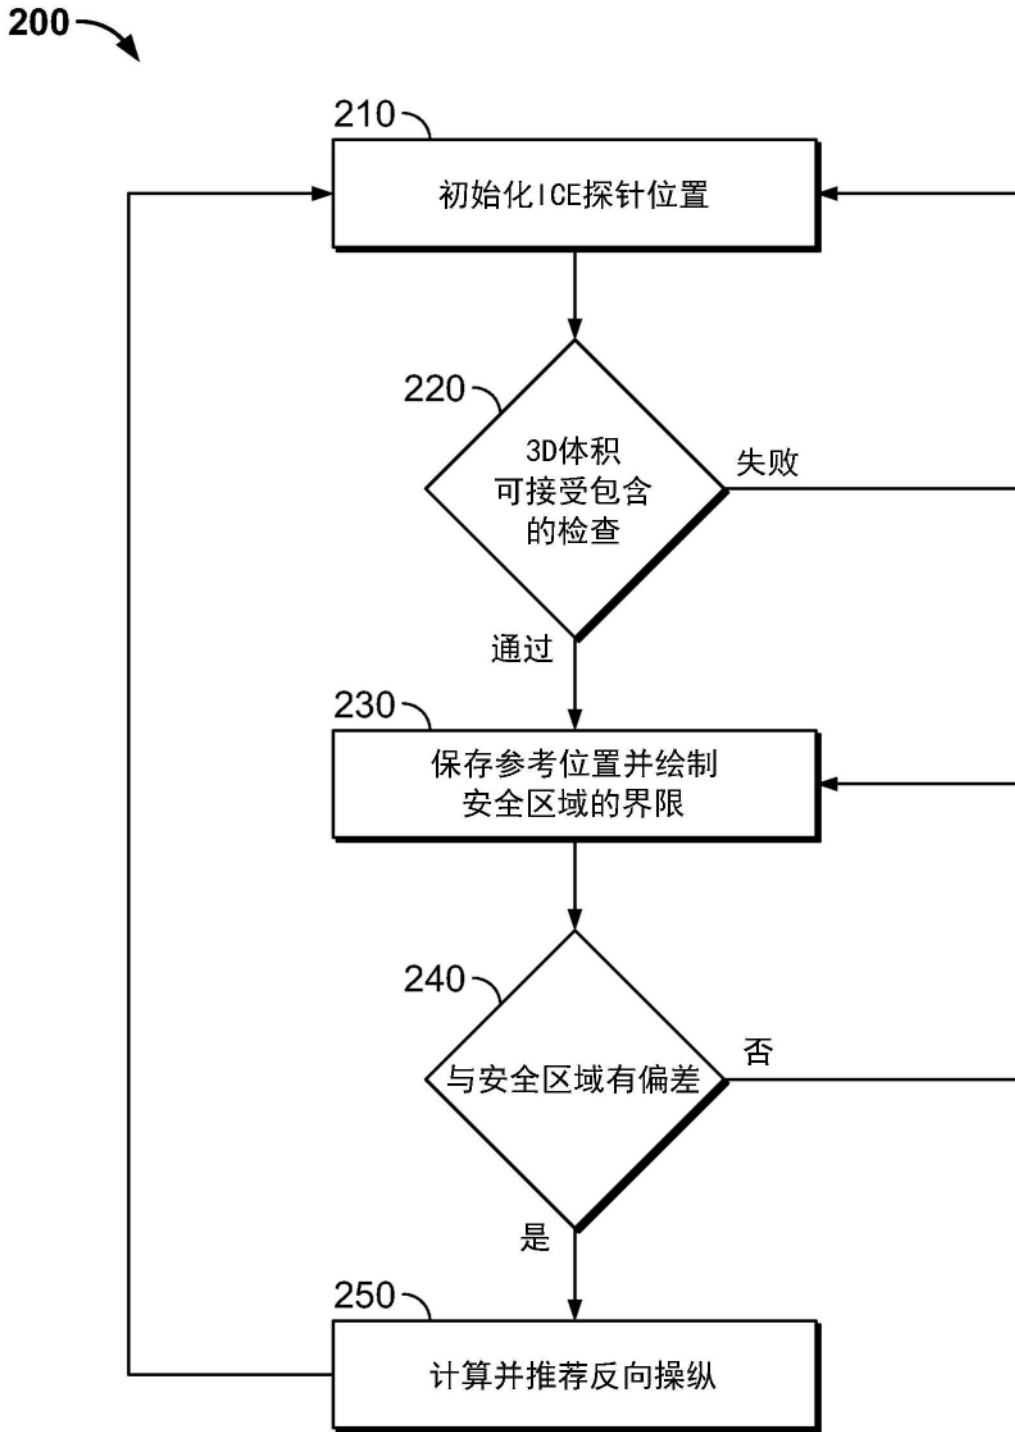 200
210
初始化ICE探针位置
220
3D体积
可接受包含
的检查
失败
通过
230
保存参考位置并绘制
安全区域的界限
240
与安全区域有偏差
否
是
250
计算并推荐反向操纵